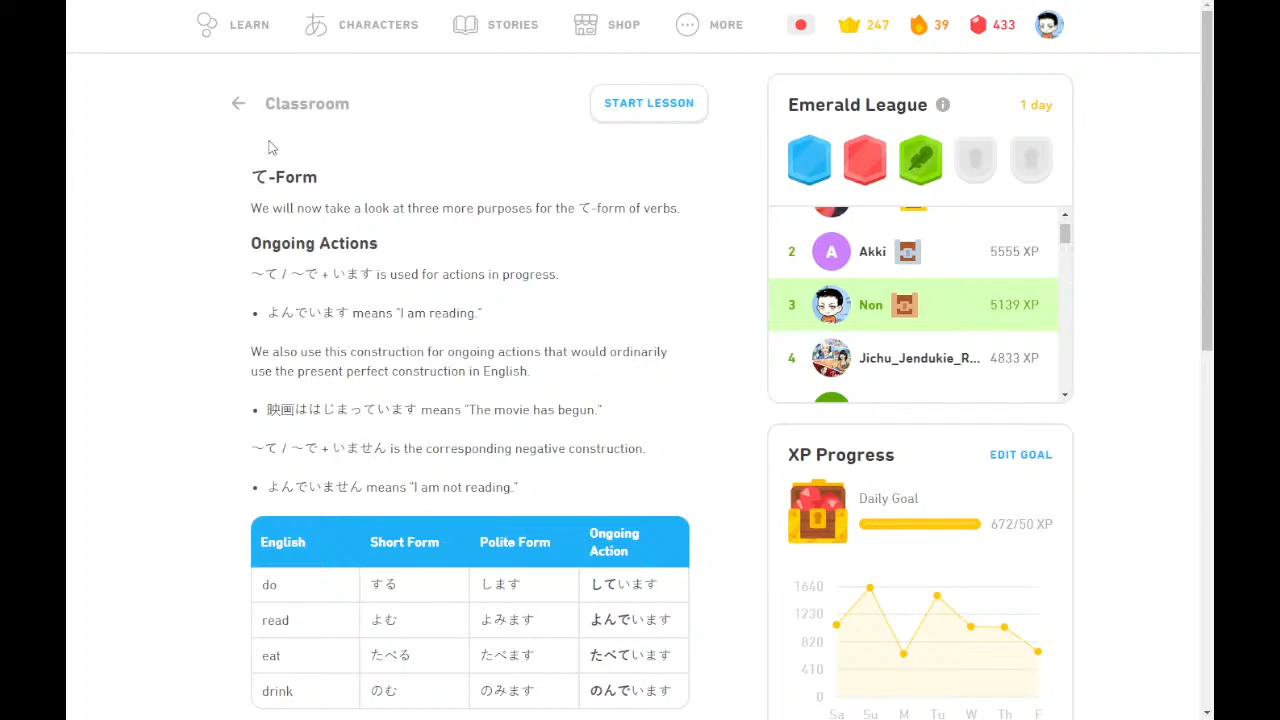 LEARN
CHARACTERS
STORIES
SHOP
MORE
247
39
433
Classroom
START LESSON
て-Form
We will now take a look at three more purposes for the て-form of verbs.
Ongoing Actions
〜て / 〜で + います is used for actions in progress.
• よんでいます means "I am reading."
We also use this construction for ongoing actions that would ordinarily
use the present perfect construction in English.
• 映画ははじまっています means "The movie has begun."
〜て / 〜で + いません is the corresponding negative construction.
• よんでいません means "I am not reading."
English Short Form Polite Form Ongoing Action
do する します しています
read よむ よみます よんでいます
eat たべる たべます たべています
drink のむ のみます のんでいます
Emerald League 1 day
2 A Akki 5555 XP
3 Non 5139 XP
4 Jichu_Jendukie_R... 4833 XP
XP Progress EDIT GOAL
Daily Goal
672/50 XP
1640
1230
820
410
0
Sa Su M Tu W Th F